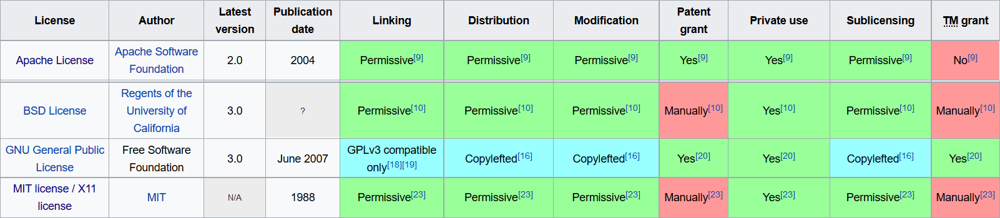 License Author Latest version Publication date Linking Distribution Modification Patent grant Private use Sublicensing TM grant
Apache License Apache Software Foundation 2.0 2004 Permissive[9] Permissive[9] Permissive[9] Yes[9] Yes[9] Permissive[9] No[9]
BSD License Regents of the University of California 3.0 ? Permissive[10] Permissive[10] Permissive[10] Manually[10] Yes[10] Permissive[10] Manually[10]
GNU General Public License Free Software Foundation 3.0 June 2007 GPLv3 compatible only[18][19] Copylefted[16] Copylefted[16] Yes[20] Yes[20] Copylefted[16] Yes[20]
MIT license / X11 license MIT N/A 1988 Permissive[23] Permissive[23] Permissive[23] Manually[23] Yes[23] Permissive[23] Manually[23]